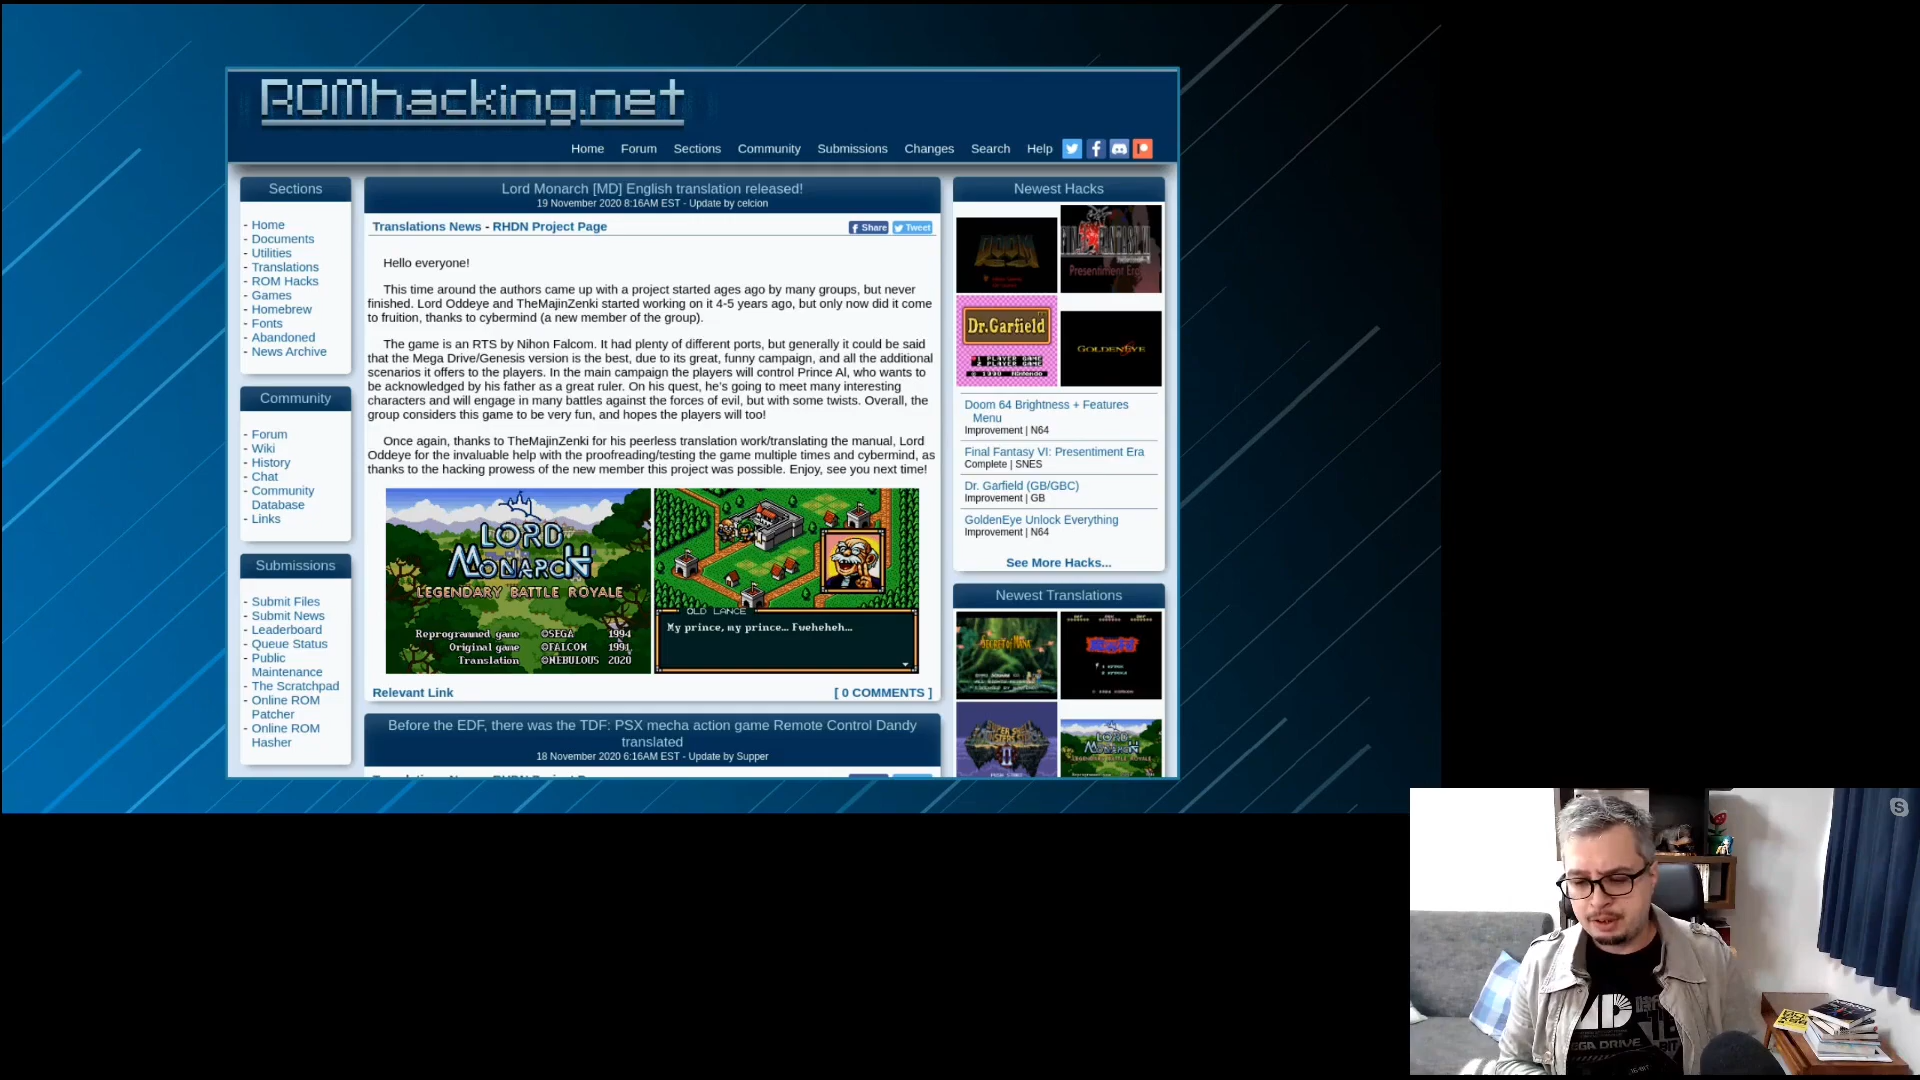 ROMhacking.net
Home Forum Sections Community Submissions Changes Search Help
Sections
- Home
- Documents
- Utilities
- Translations
- ROM Hacks
- Games
- Homebrew
- Fonts
- Abandoned
- News Archive
Community
- Forum
- Wiki
- History
- Chat
- Community
Database
- Links
Submissions
- Submit Files
- Submit News
- Leaderboard
- Queue Status
- Public
Maintenance
- The Scratchpad
- Online ROM
Patcher
- Online ROM
Hasher
Lord Monarch [MD] English translation released!
19 November 2020 8:16AM EST - Update by celcion
Translations News - RHDN Project Page
Share Tweet
Hello everyone!
This time around the authors came up with a project started ages ago by many groups, but never
finished. Lord Oddeye and TheMajinZenki started working on it 4-5 years ago, but only now did it come
to fruition, thanks to cybermind (a new member of the group).
The game is an RTS by Nihon Falcom. It had plenty of different ports, but generally it could be said
that the Mega Drive/Genesis version is the best, due to its great, funny campaign, and all the additional
scenarios it offers to the players. In the main campaign the players will control Prince Al, who wants to
be acknowledged by his father as a great ruler. On his quest, he's going to meet many interesting
characters and will engage in many battles against the forces of evil, but with some twists. Overall, the
group considers this game to be very fun, and hopes the players will too!
Once again, thanks to TheMajinZenki for his peerless translation work/translating the manual, Lord
Oddeye for the invaluable help with the proofreading/testing the game multiple times and cybermind, as
thanks to the hacking prowess of the new member this project was possible. Enjoy, see you next time!
LORD
MONARCH
LEGENDARY BATTLE ROYALE
Reprogrammed game ©SEGA 1994
Original game ©FALCOM 1991
Translation ©NEBULOUS 2020
OLD LANCE
My prince, my prince... Fweheheh...
Relevant Link
[ 0 COMMENTS ]
Before the EDF, there was the TDF: PSX mecha action game Remote Control Dandy
translated
18 November 2020 6:16AM EST - Update by Supper
Newest Hacks
DOOM
Presentiment Era
Dr.Garfield
© 1990 Nintendo
GOLDENEYE
Doom 64 Brightness + Features
Menu
Improvement | N64
Final Fantasy VI: Presentiment Era
Complete | SNES
Dr. Garfield (GB/GBC)
Improvement | GB
GoldenEye Unlock Everything
Improvement | N64
See More Hacks...
Newest Translations
SECRET OF MANA
LORD
MONARCH
S
MEGA DRIVE